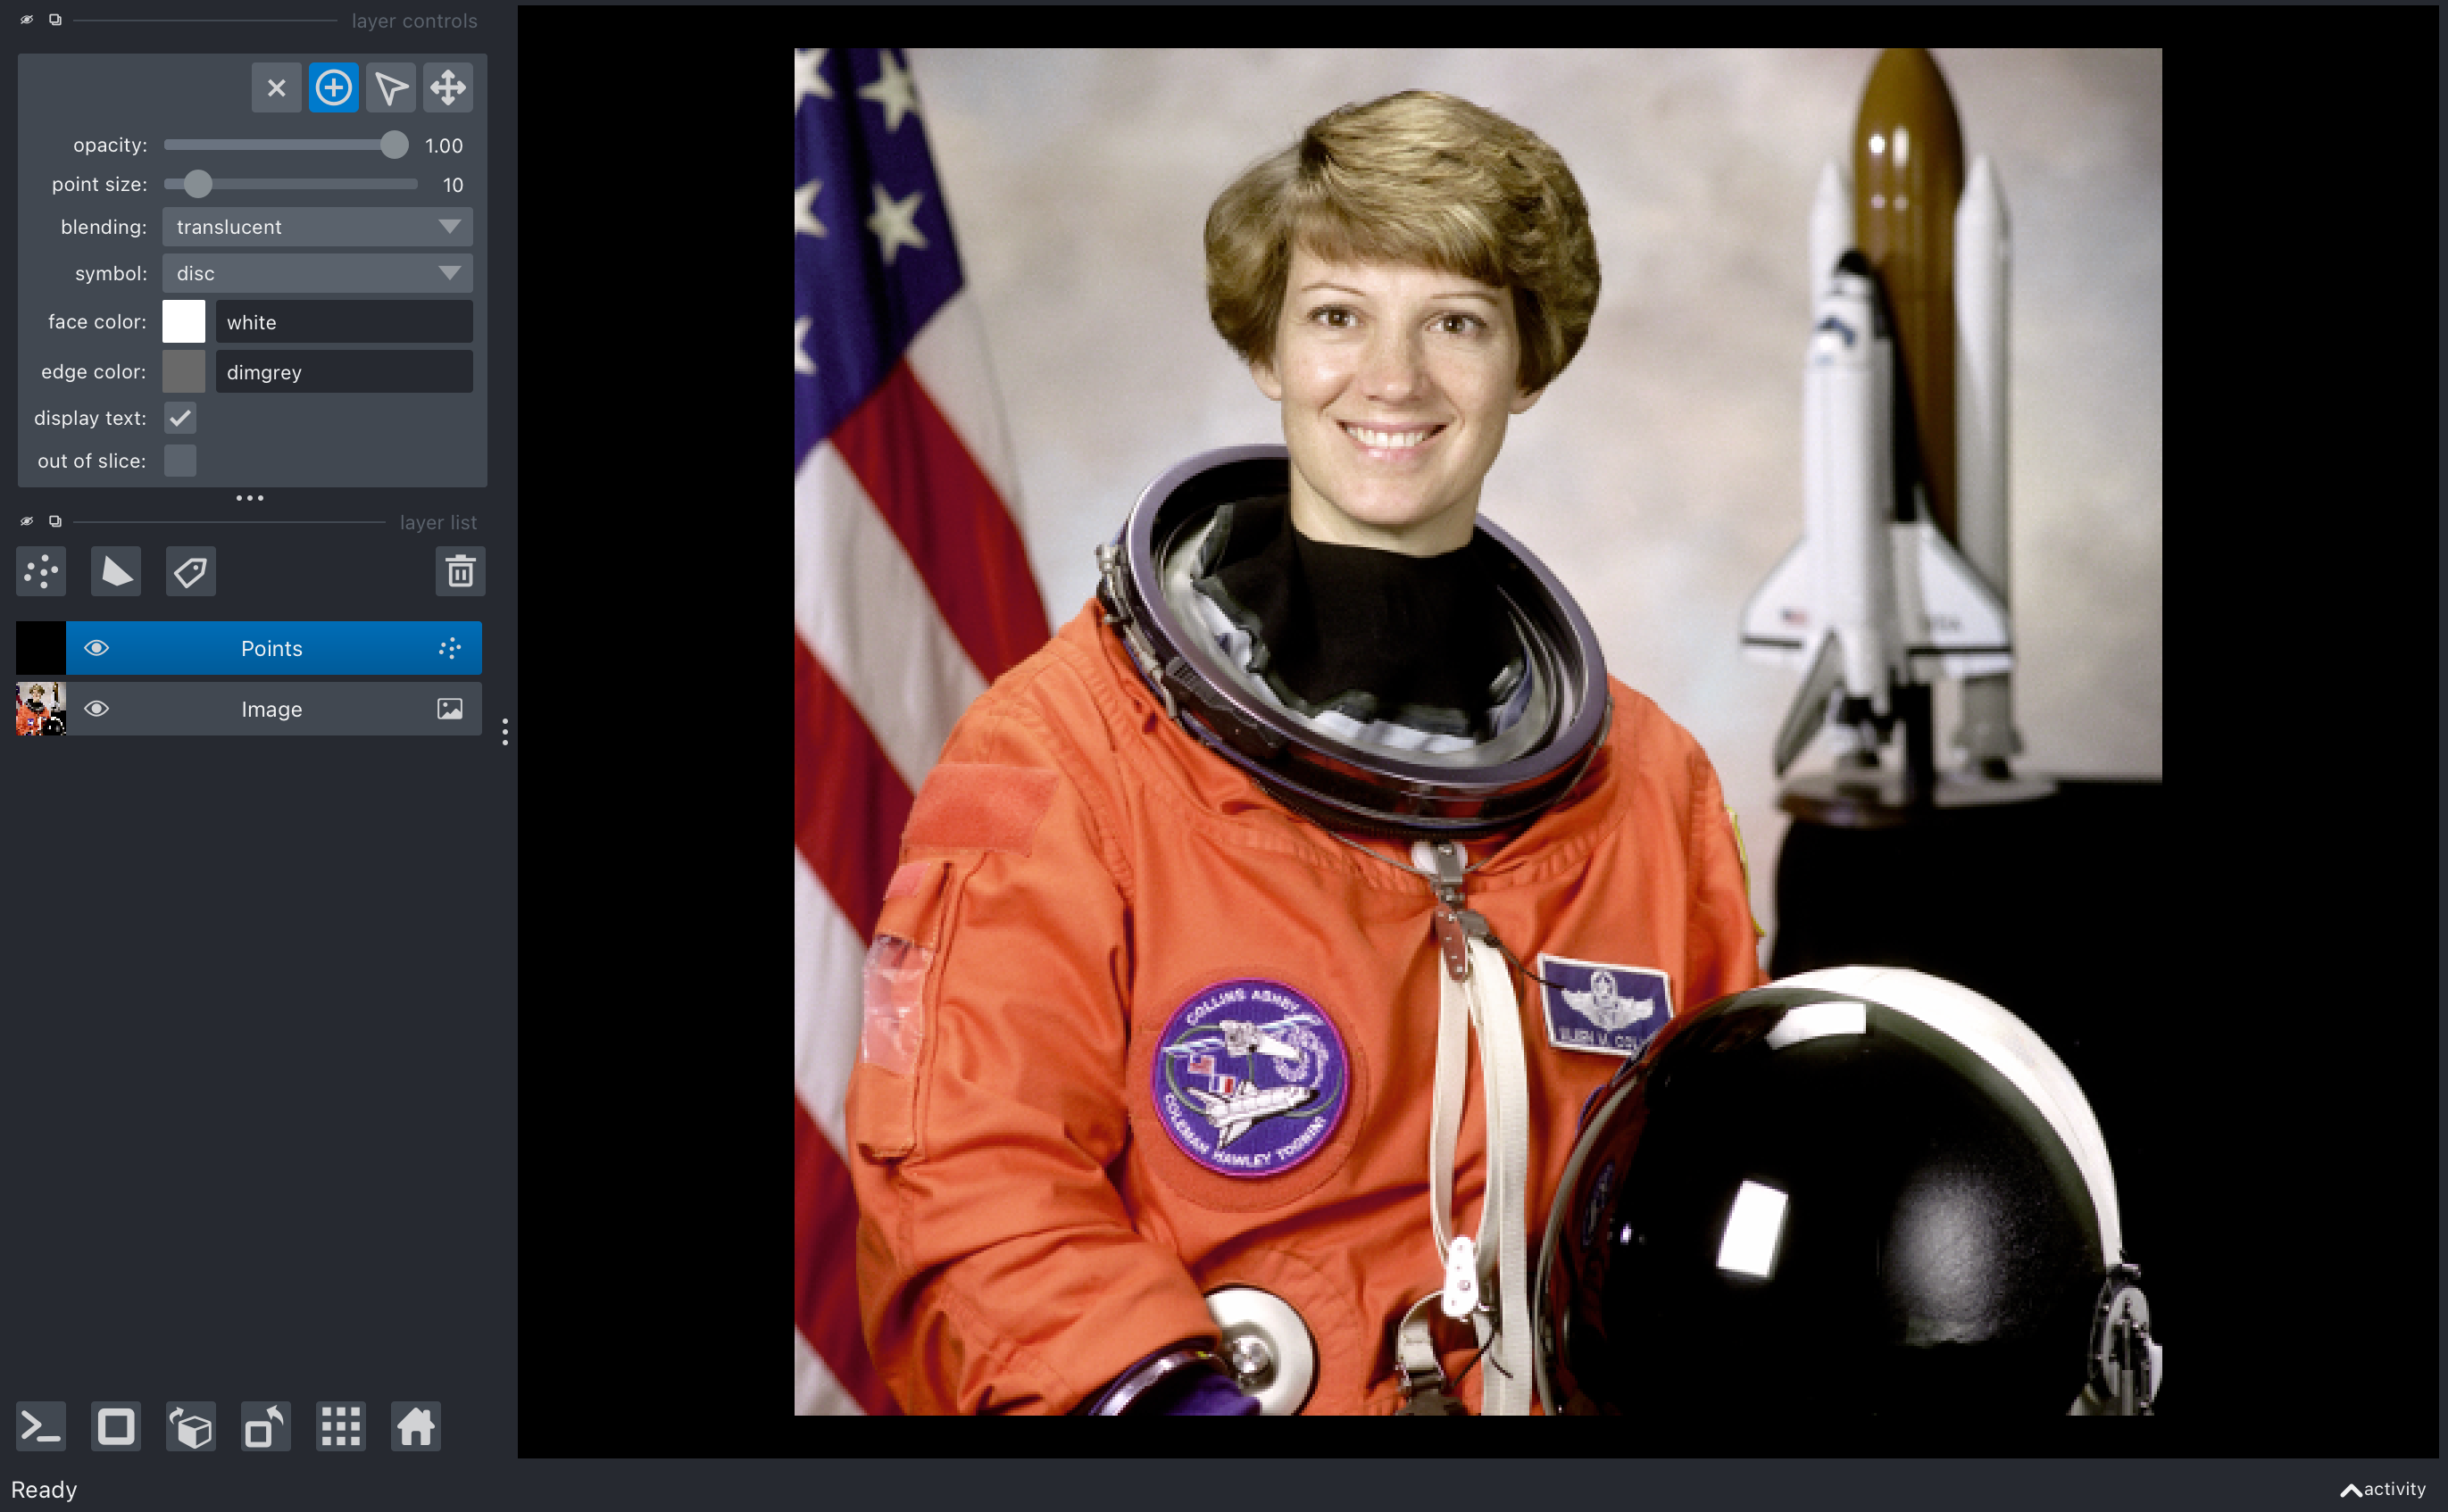 layer controls
opacity: 1.00
point size: 10
blending: translucent
symbol: disc
face color: white
edge color: dimgrey
display text:
out of slice:
layer list
Points
Image
COLLINS ASHBY
COLEMAN HAWLEY TOGNINI
Ready
activity